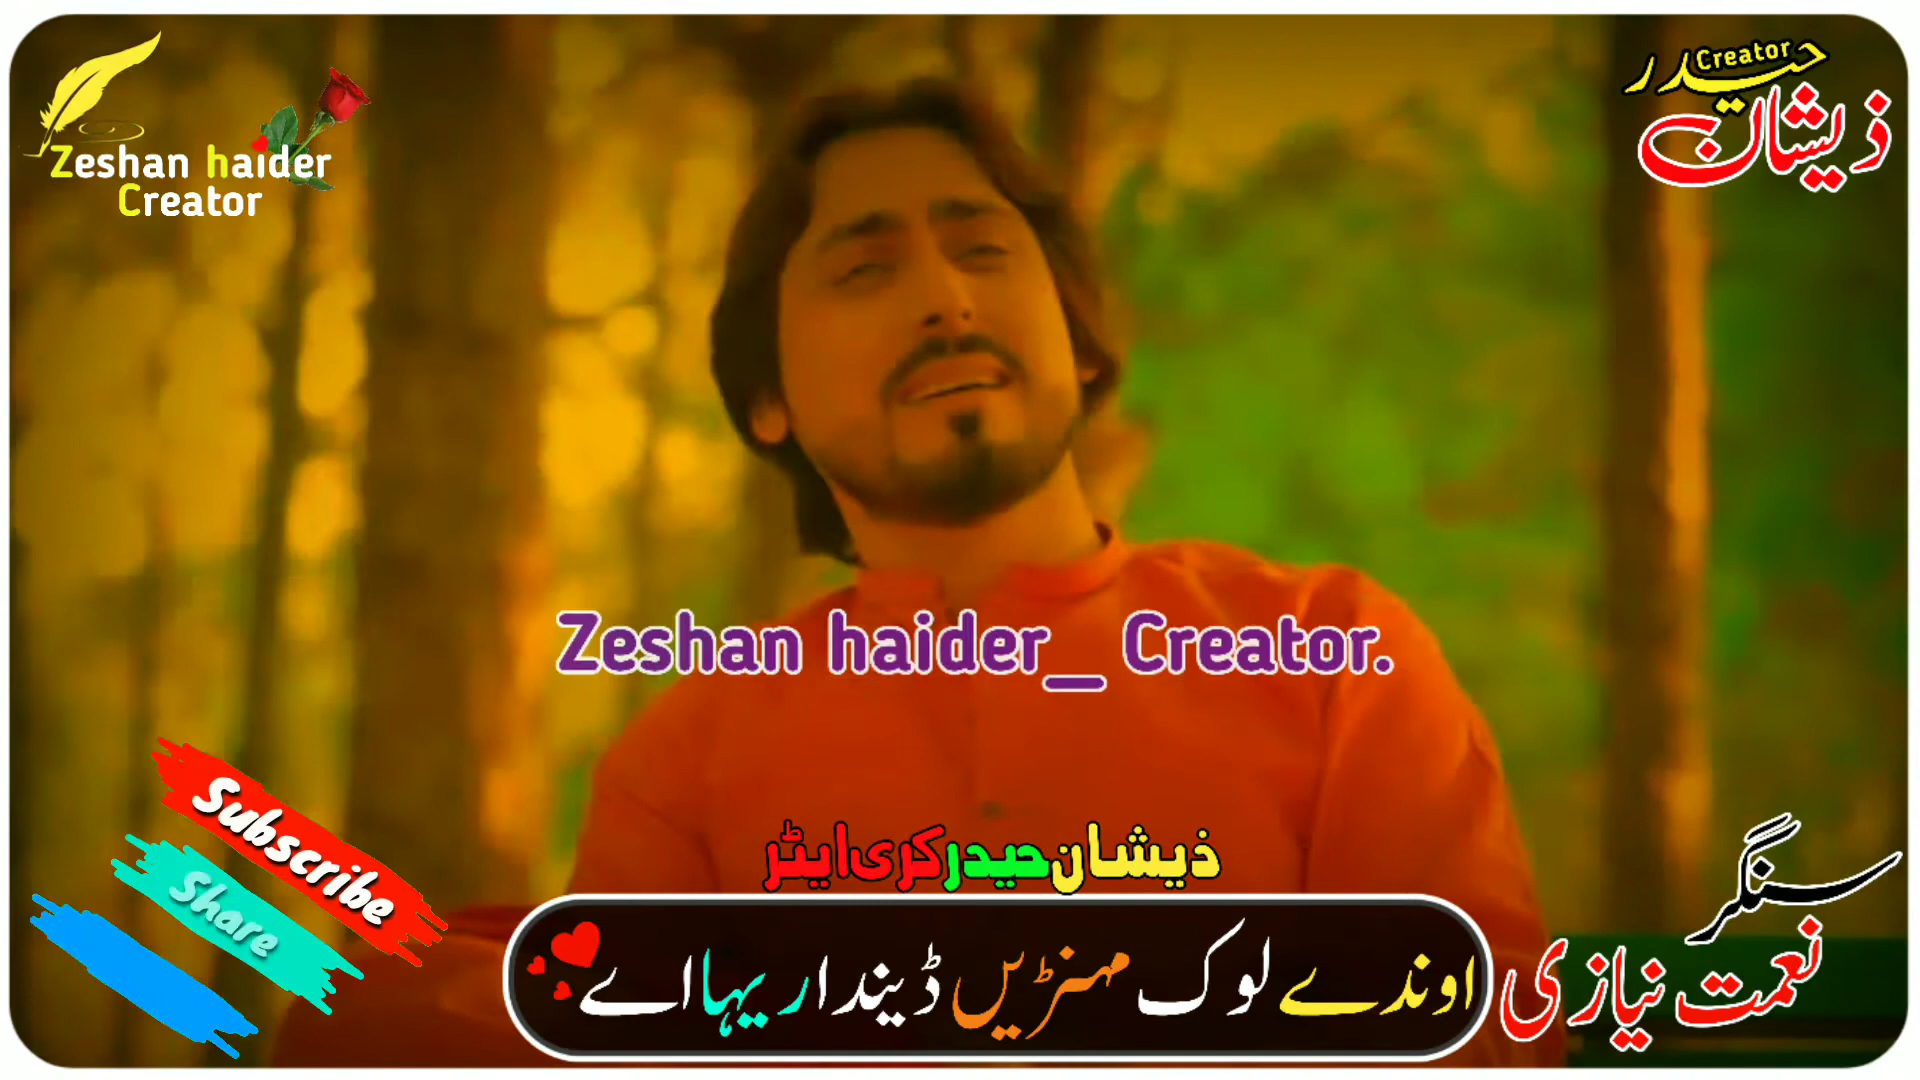 Zeshan haider
Creator
Creator
حیدر
ذیشان
Zeshan haider_ Creator.
Subscribe
Share
ذیشان حیدر کری ایٹر
اوندے لوک مہنڑیں ڈیندا ریہا اے
سنگر
نعمت نیازی